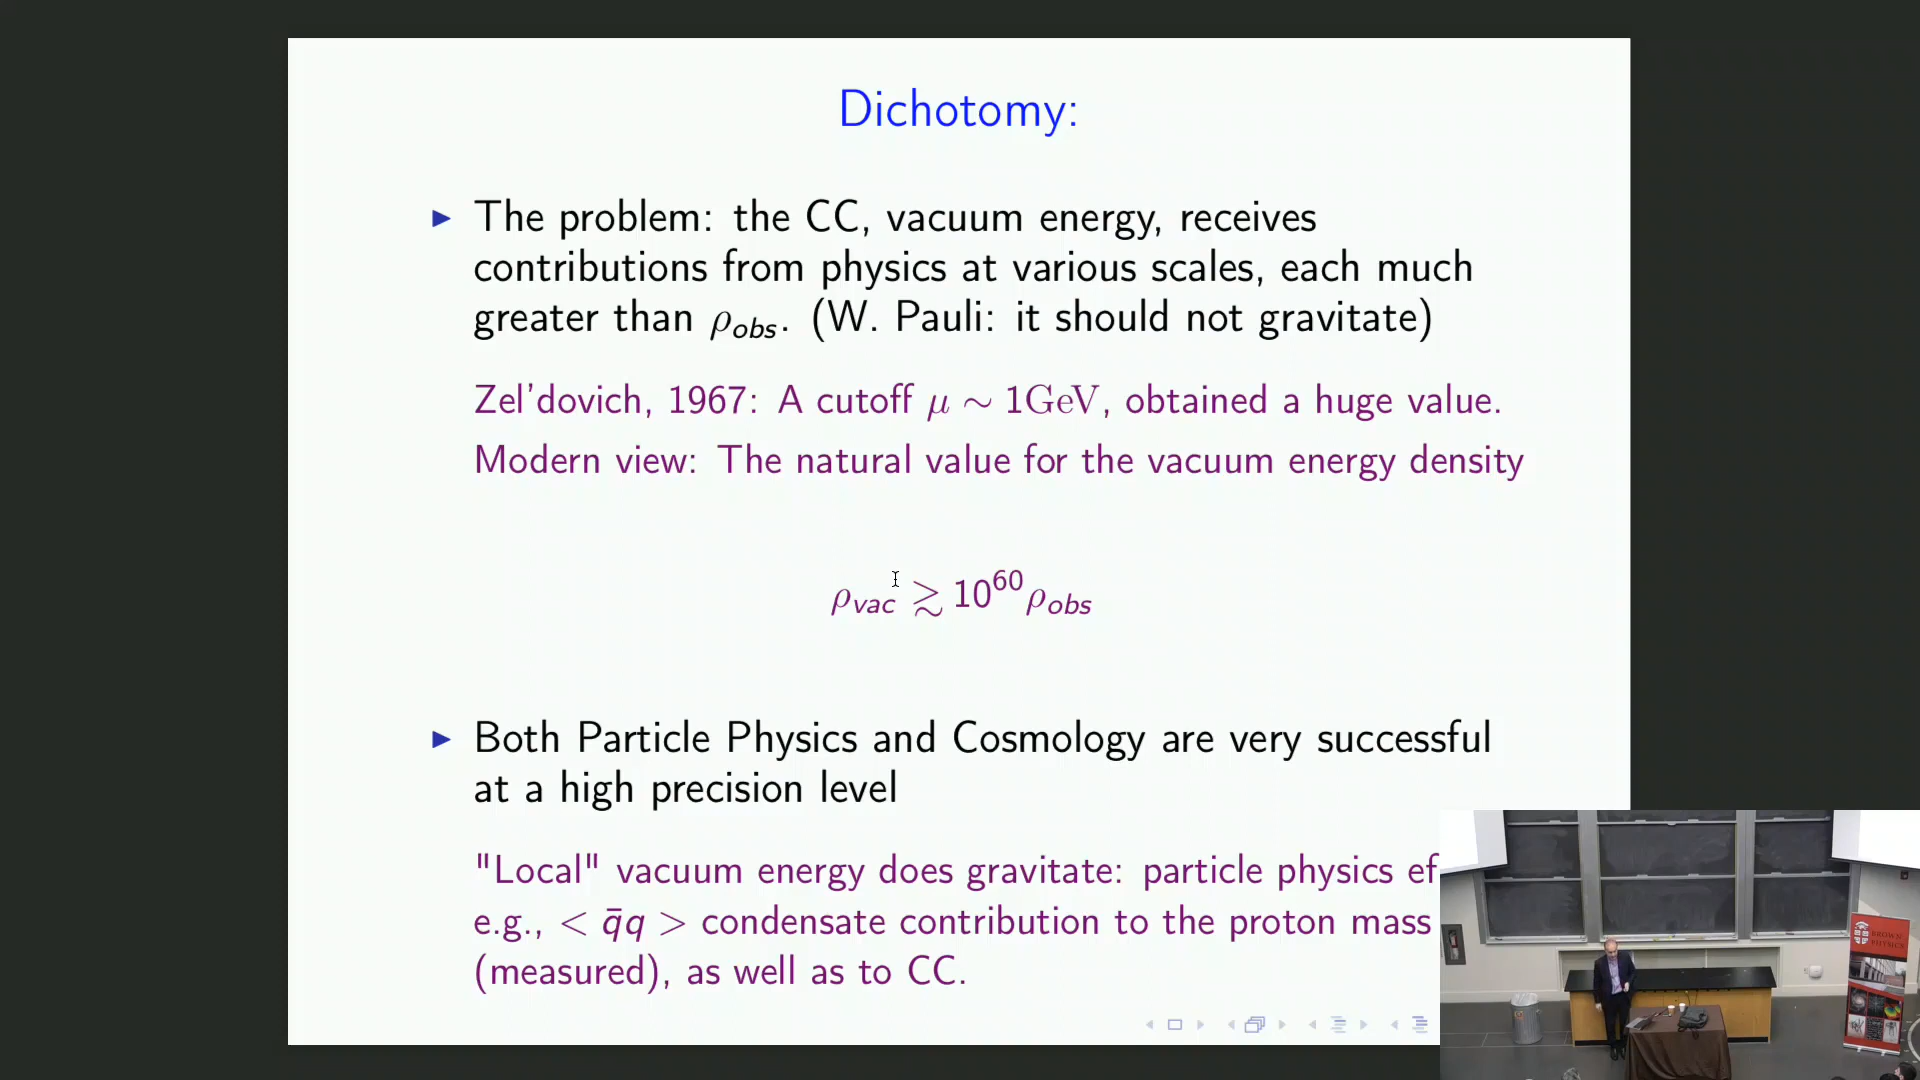 Dichotomy:
The problem: the CC, vacuum energy, receives
contributions from physics at various scales, each much
greater than ρ_obs. (W. Pauli: it should not gravitate)
Zel'dovich, 1967: A cutoff μ ∼ 1GeV, obtained a huge value.
Modern view: The natural value for the vacuum energy density
ρ_vac ≳ 10^60 ρ_obs
Both Particle Physics and Cosmology are very successful
at a high precision level
"Local" vacuum energy does gravitate: particle physics ef
e.g., < q̄q > condensate contribution to the proton mass
(measured), as well as to CC.
BROWN
PHYSICS